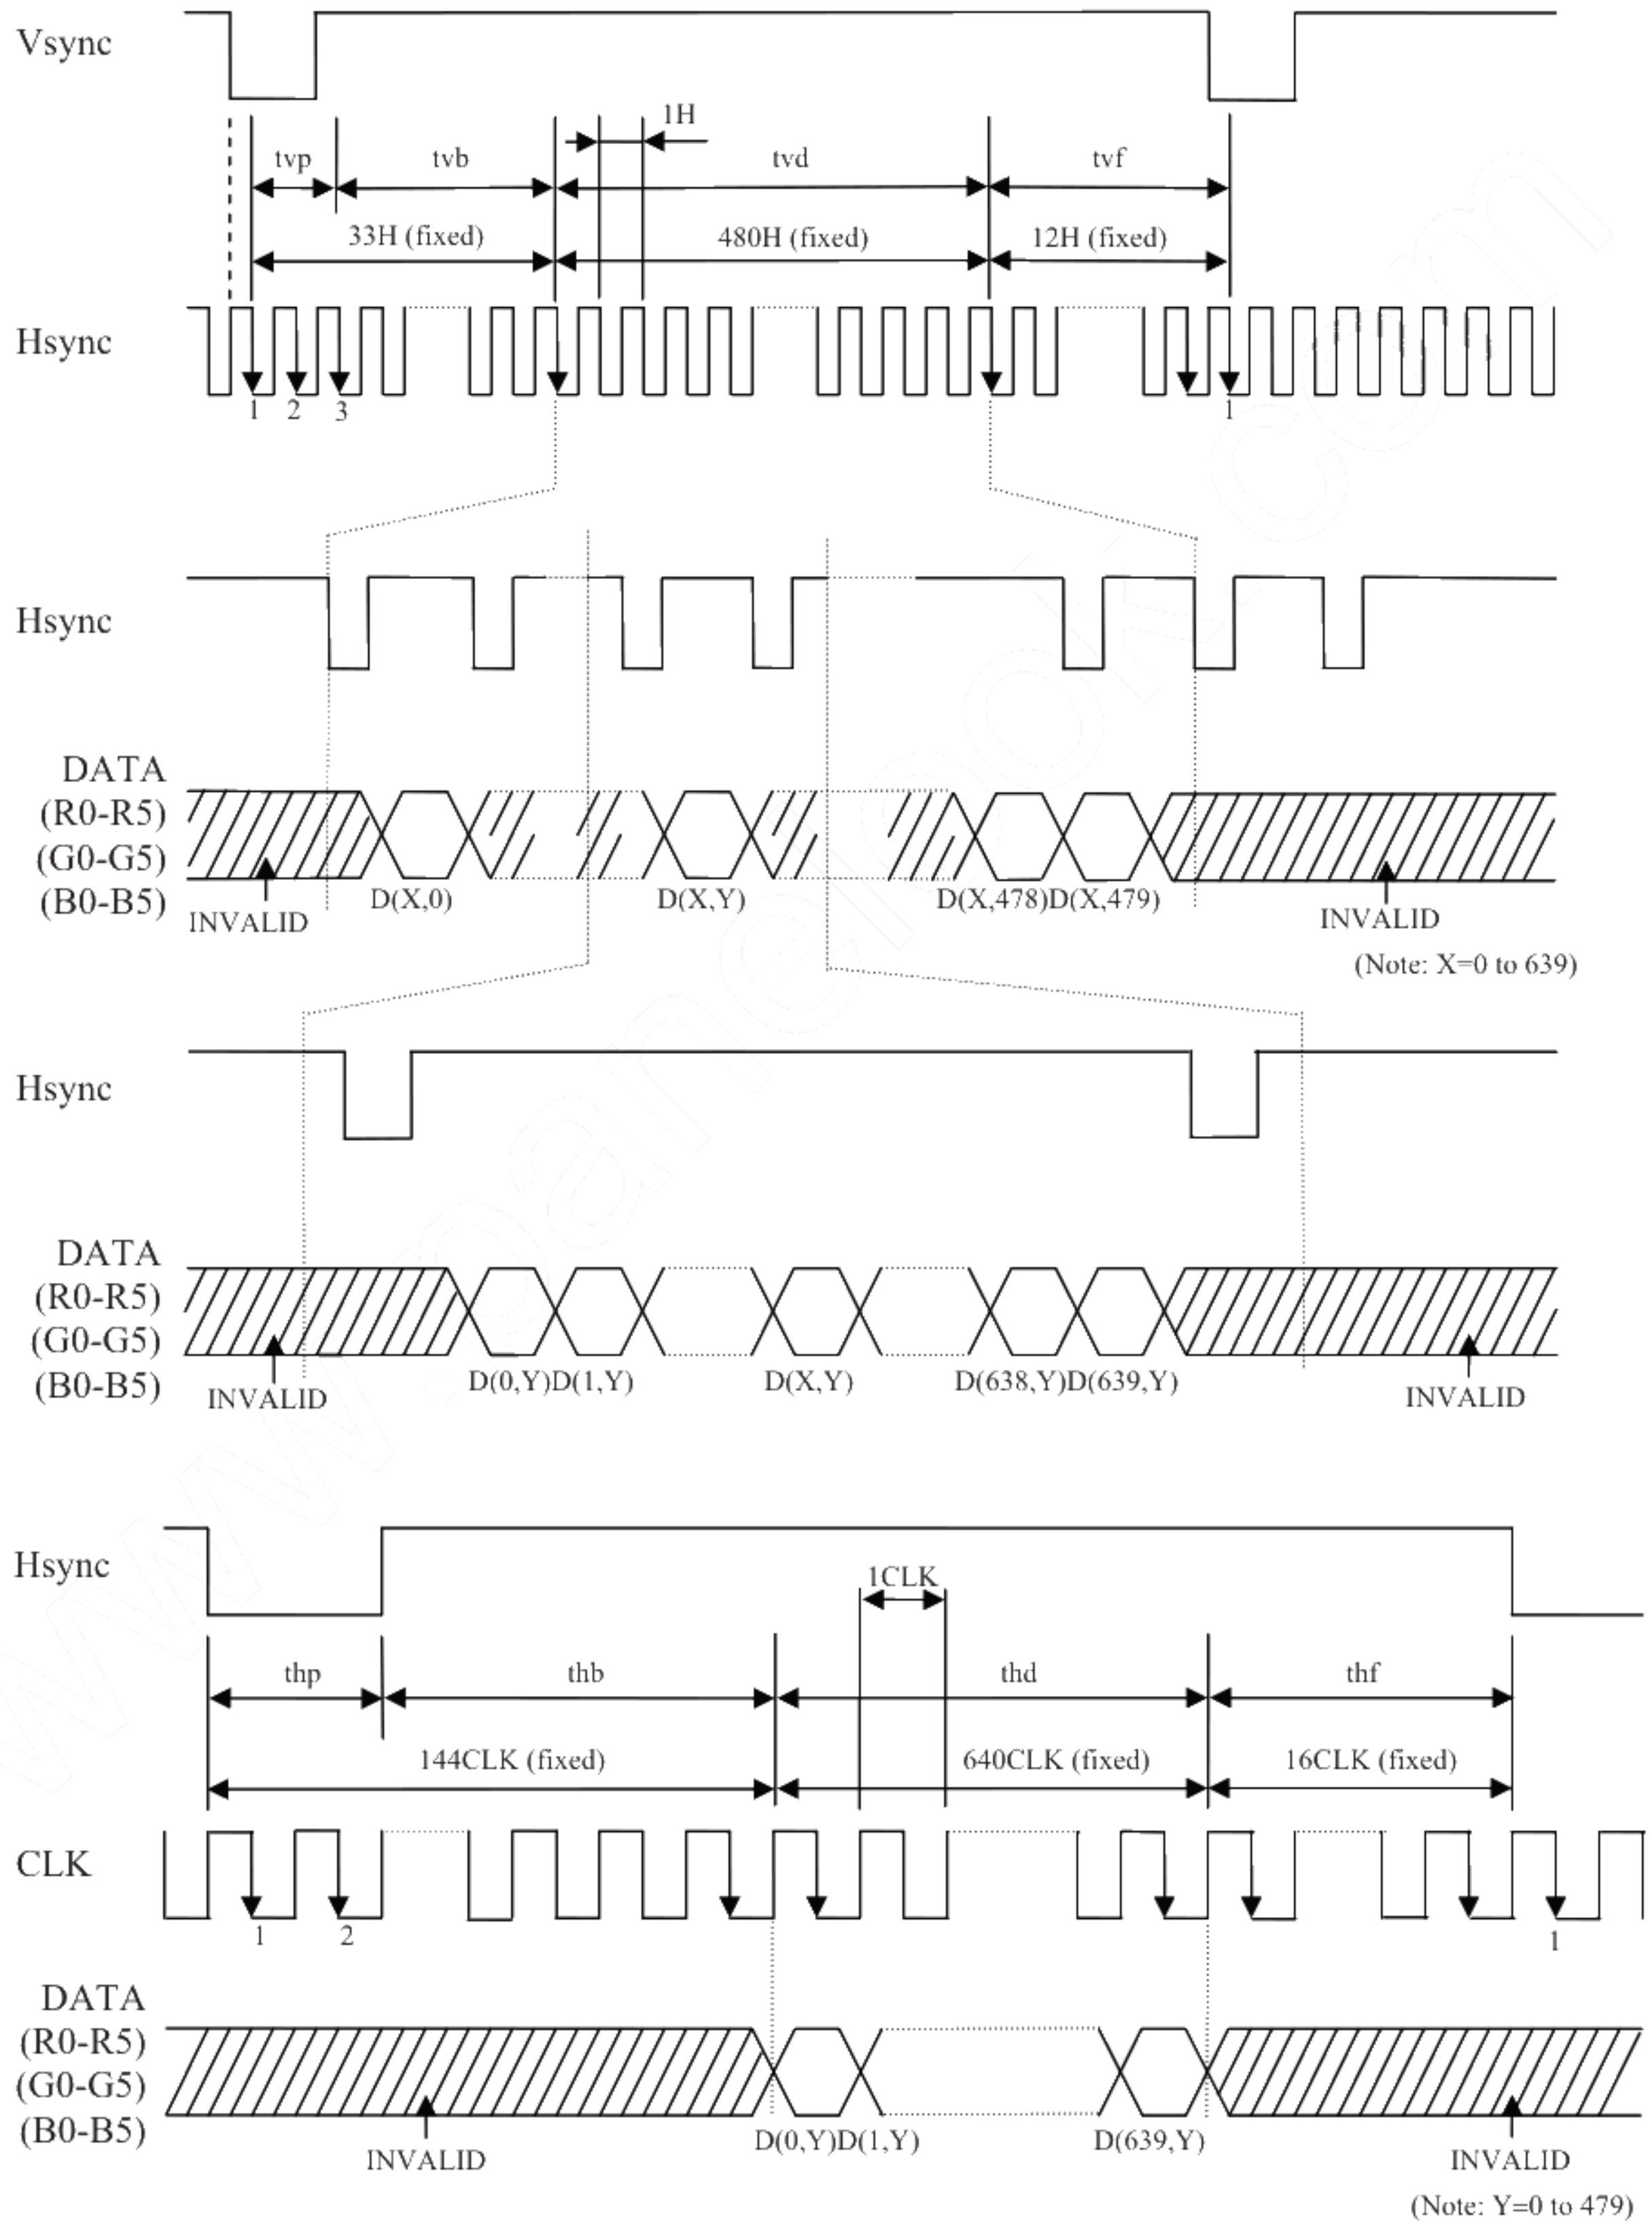 Vsync
1H
tvp tvb tvd tvf
33H (fixed) 480H (fixed) 12H (fixed)
Hsync
1 2 3 1
Hsync
DATA
(R0-R5)
(G0-G5)
(B0-B5)
D(X,0) D(X,Y) D(X,478)D(X,479)
INVALID INVALID
(Note: X=0 to 639)
Hsync
DATA
(R0-R5)
(G0-G5)
(B0-B5)
D(0,Y)D(1,Y) D(X,Y) D(638,Y)D(639,Y)
INVALID INVALID
Hsync
1CLK
thp thb thd thf
144CLK (fixed) 640CLK (fixed) 16CLK (fixed)
CLK
1 2 1
DATA
(R0-R5)
(G0-G5)
(B0-B5)
D(0,Y)D(1,Y) D(639,Y)
INVALID INVALID
(Note: Y=0 to 479)
www.panelook.com